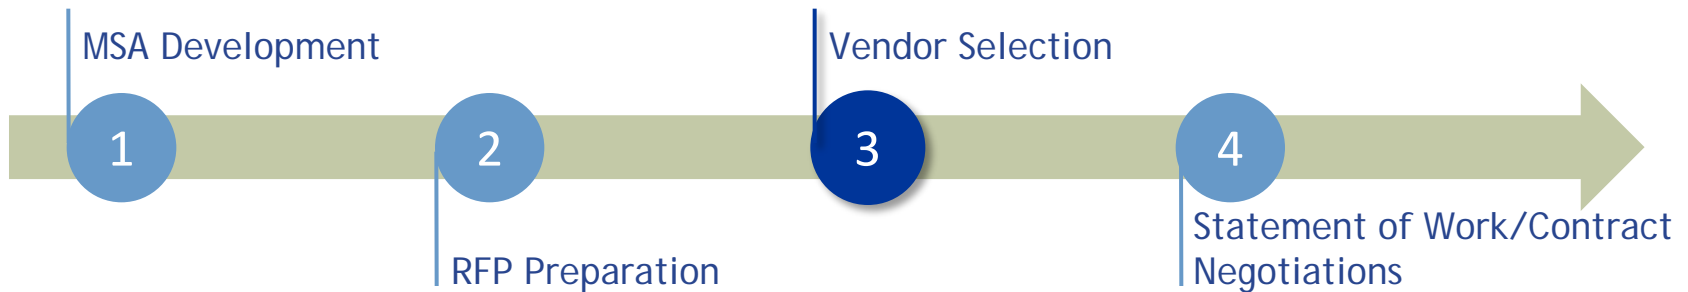 MSA Development
Vendor Selection
1
2
3
4
RFP Preparation
Statement of Work/Contract
Negotiations